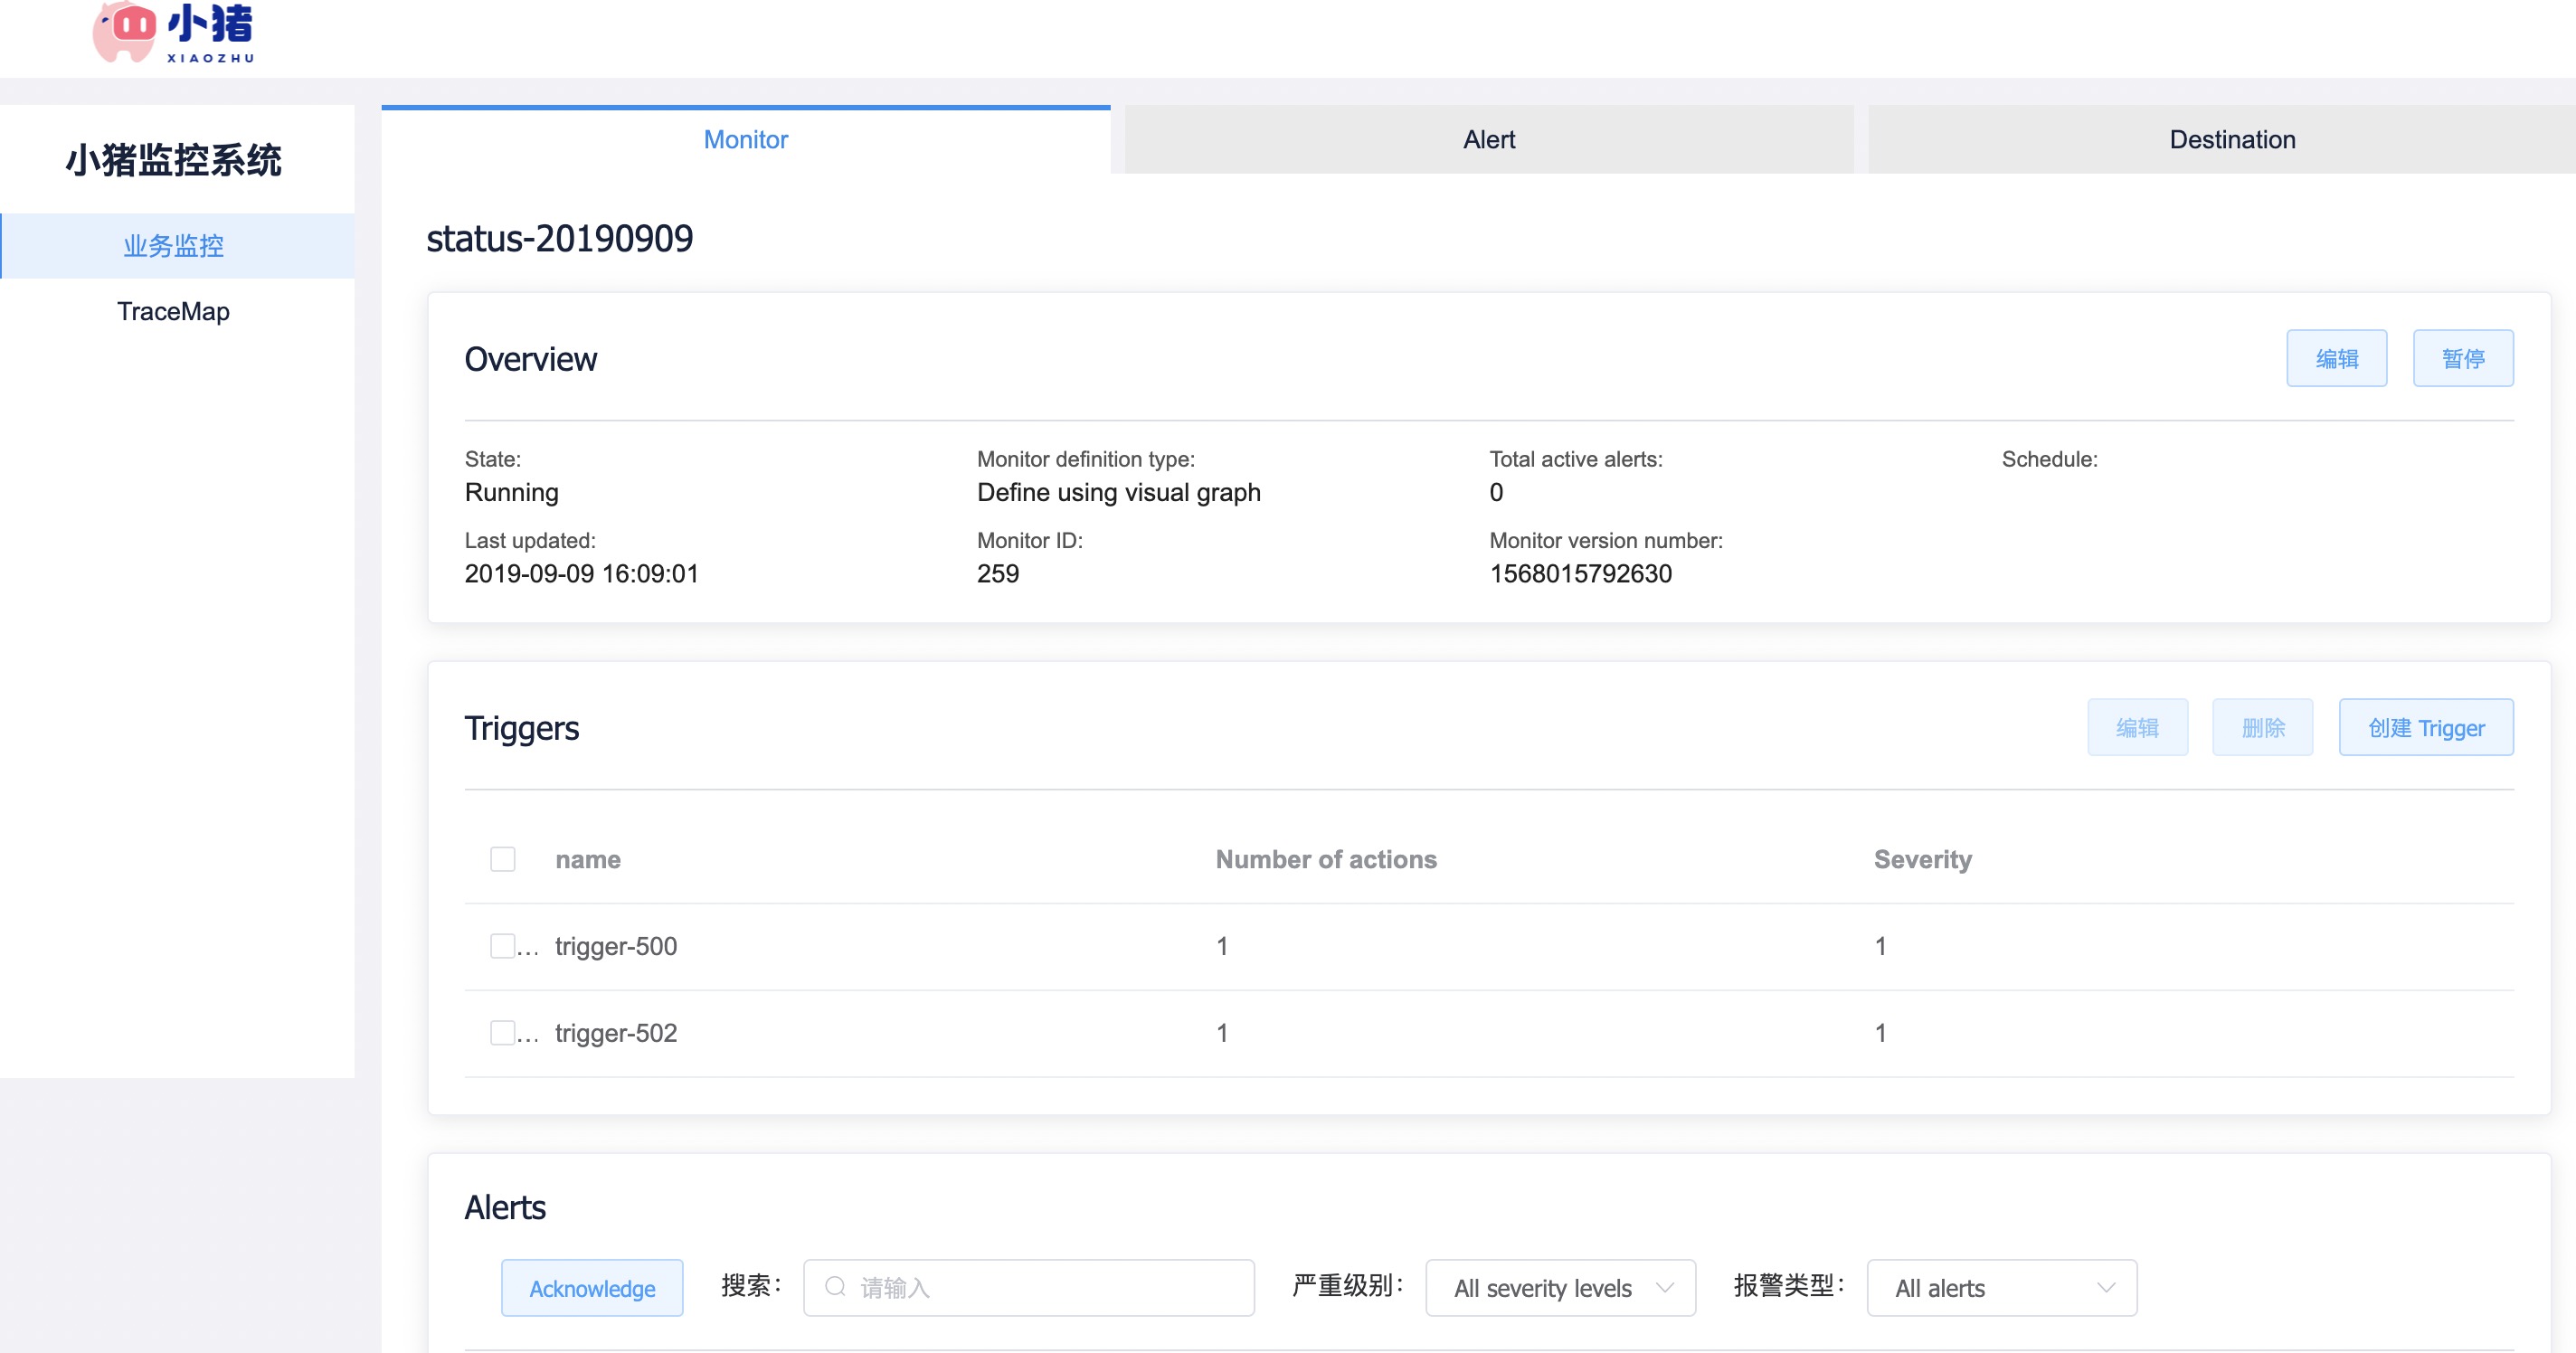 小猪
XIAOZHU
小猪监控系统
业务监控
TraceMap
Monitor Alert Destination
status-20190909
Overview 编辑 暂停
State: Monitor definition type: Total active alerts: Schedule:
Running Define using visual graph 0
Last updated: Monitor ID: Monitor version number:
2019-09-09 16:09:01 259 1568015792630
Triggers 编辑 删除 创建 Trigger
name Number of actions Severity
... trigger-500 1 1
... trigger-502 1 1
Alerts
Acknowledge 搜索： 请输入 严重级别： All severity levels 报警类型： All alerts